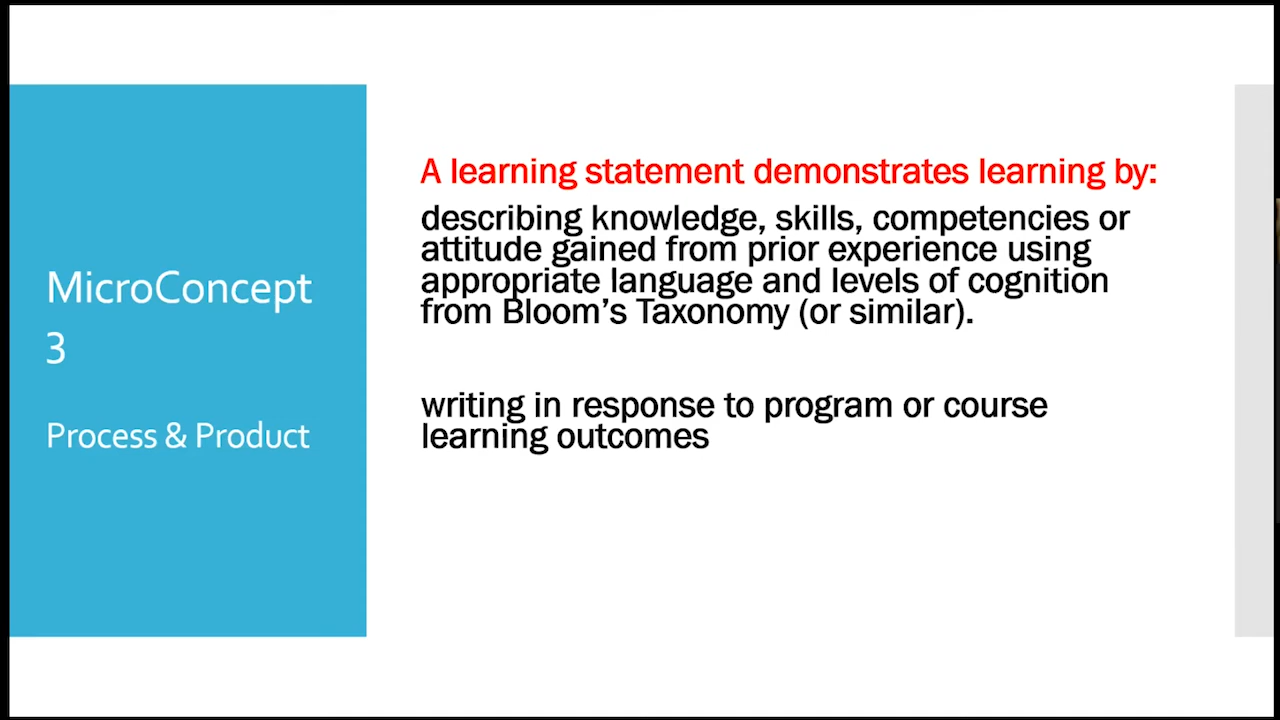 MicroConcept
3
Process & Product
A learning statement demonstrates learning by:
describing knowledge, skills, competencies or
attitude gained from prior experience using
appropriate language and levels of cognition
from Bloom's Taxonomy (or similar).
writing in response to program or course
learning outcomes